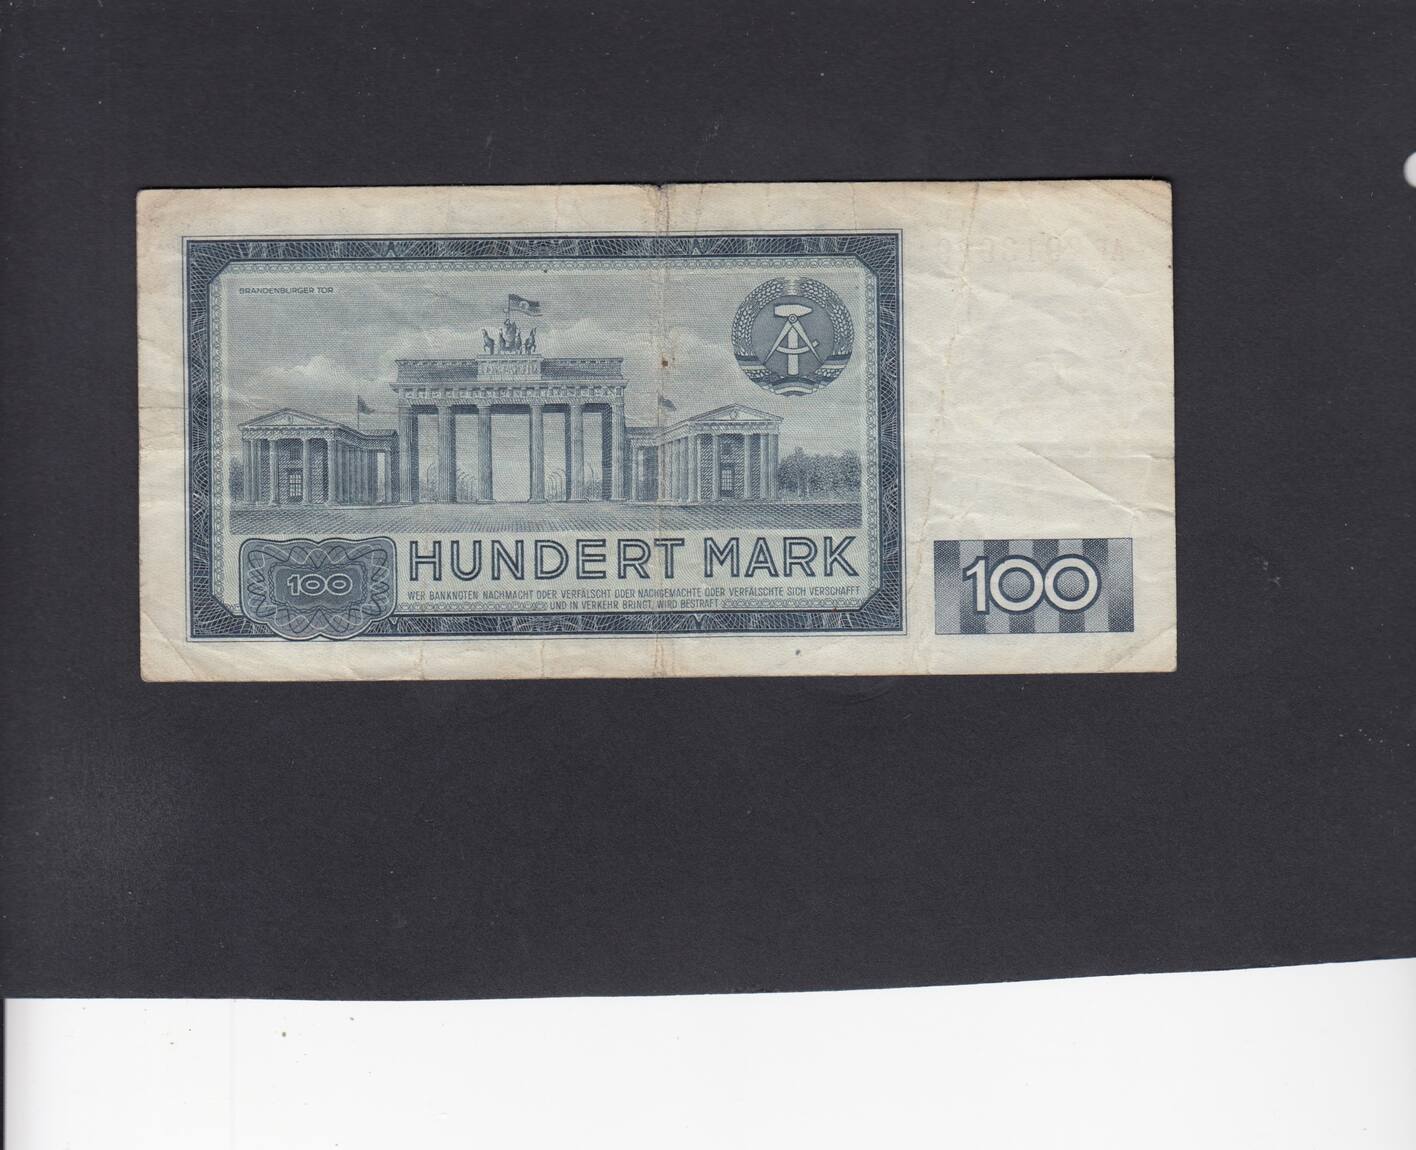 BRANDENBURGER TOR
100
HUNDERT MARK
WER BANKNOTEN NACHMACHT ODER VERFÄLSCHT ODER NACHGEMACHTE ODER VERFÄLSCHTE SICH VERSCHAFFT
UND IN VERKEHR BRINGT, WIRD BESTRAFT
100